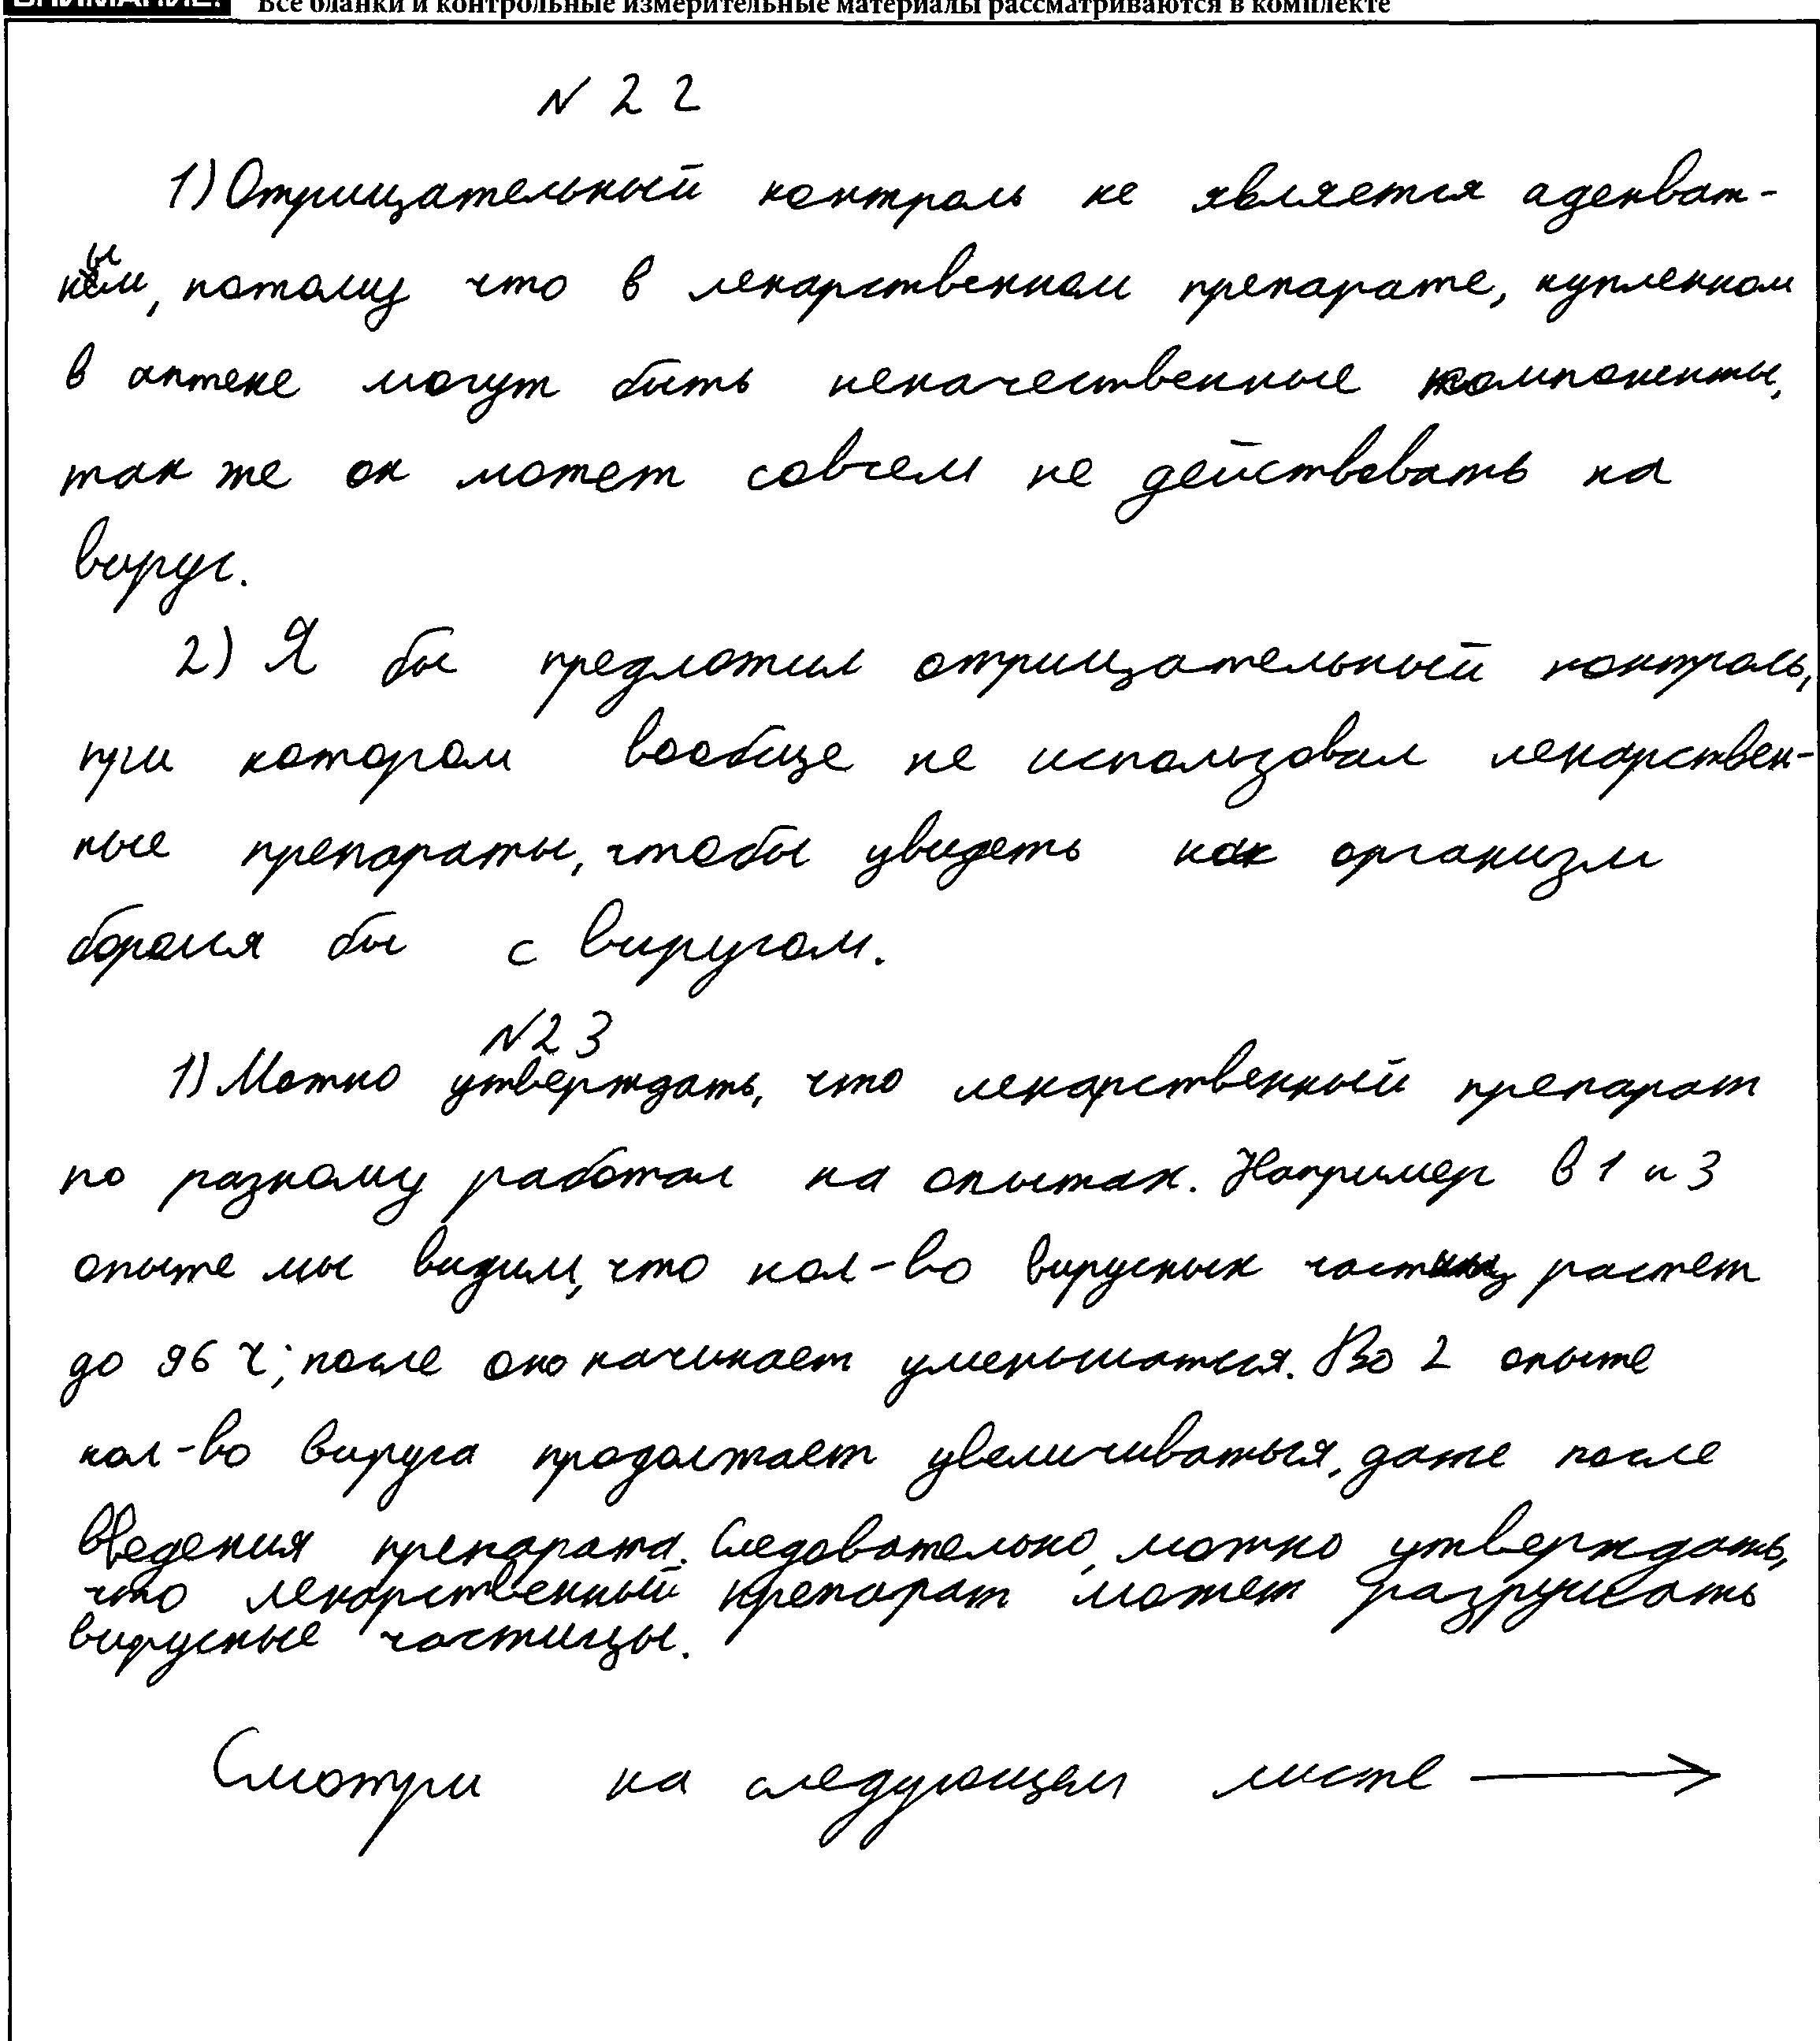 ВНИМАНИЕ! Все бланки и контрольные измерительные материалы рассматриваются в комплекте
N 22
1) Отрицательный контроль не является адекват-
ным, потому что в лекарственном препарате, купленном
в аптеке могут быть некачественные компоненты,
так же он может совсем не действовать на
вирус.
2) Я бы предложил отрицательный контроль,
при котором вообще не использовал лекарствен-
ные препараты, чтобы увидеть как организм
боролся бы с вирусом.
N23
1) Можно утверждать, что лекарственный препарат
по разному работал на опытах. Например в 1 и 3
опыте мы видим, что кол-во вирусных частиц растет
до 96 ч; после оно начинает уменьшаться. Во 2 опыте
кол-во вируса продолжает увеличиваться, даже после
введения препарата. Следовательно, можно утверждать,
что лекарственный препарат может разрушать
вирусные частицы.
Смотри на следующем листе →